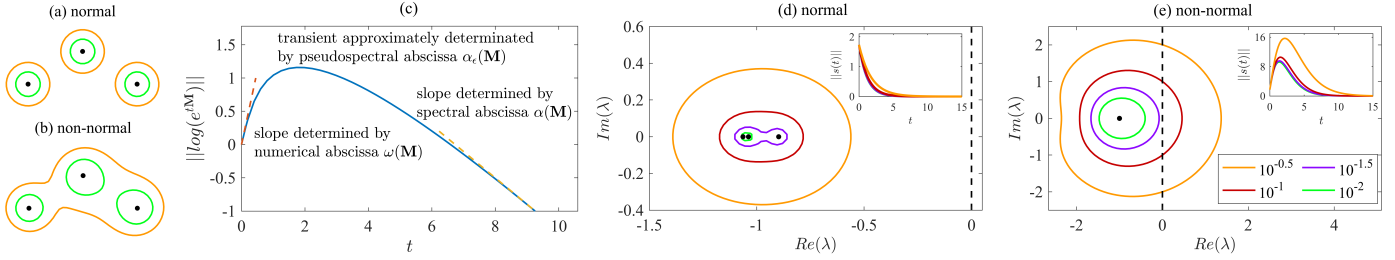 (a) normal
(b) non-normal
(c)
||log(e^{tM})||
1.5
1
0.5
0
-0.5
-1
0
2
4
6
8
10
t
transient approximately determinated
by pseudospectral abscissa α_ϵ(M)
slope determined by
spectral abscissa α(M)
slope determined by
numerical abscissa ω(M)
(d) normal
Im(λ)
0.6
0.4
0.2
0
-0.2
-0.4
-1.5
-1
-0.5
0
Re(λ)
||s(t)||
2
1
0
0
5
10
15
t
(e) non-normal
Im(λ)
2
1
0
-1
-2
-2
0
2
4
Re(λ)
||s(t)||
16
8
0
0
5
10
15
t
10^{-0.5}
10^{-1.5}
10^{-1}
10^{-2}